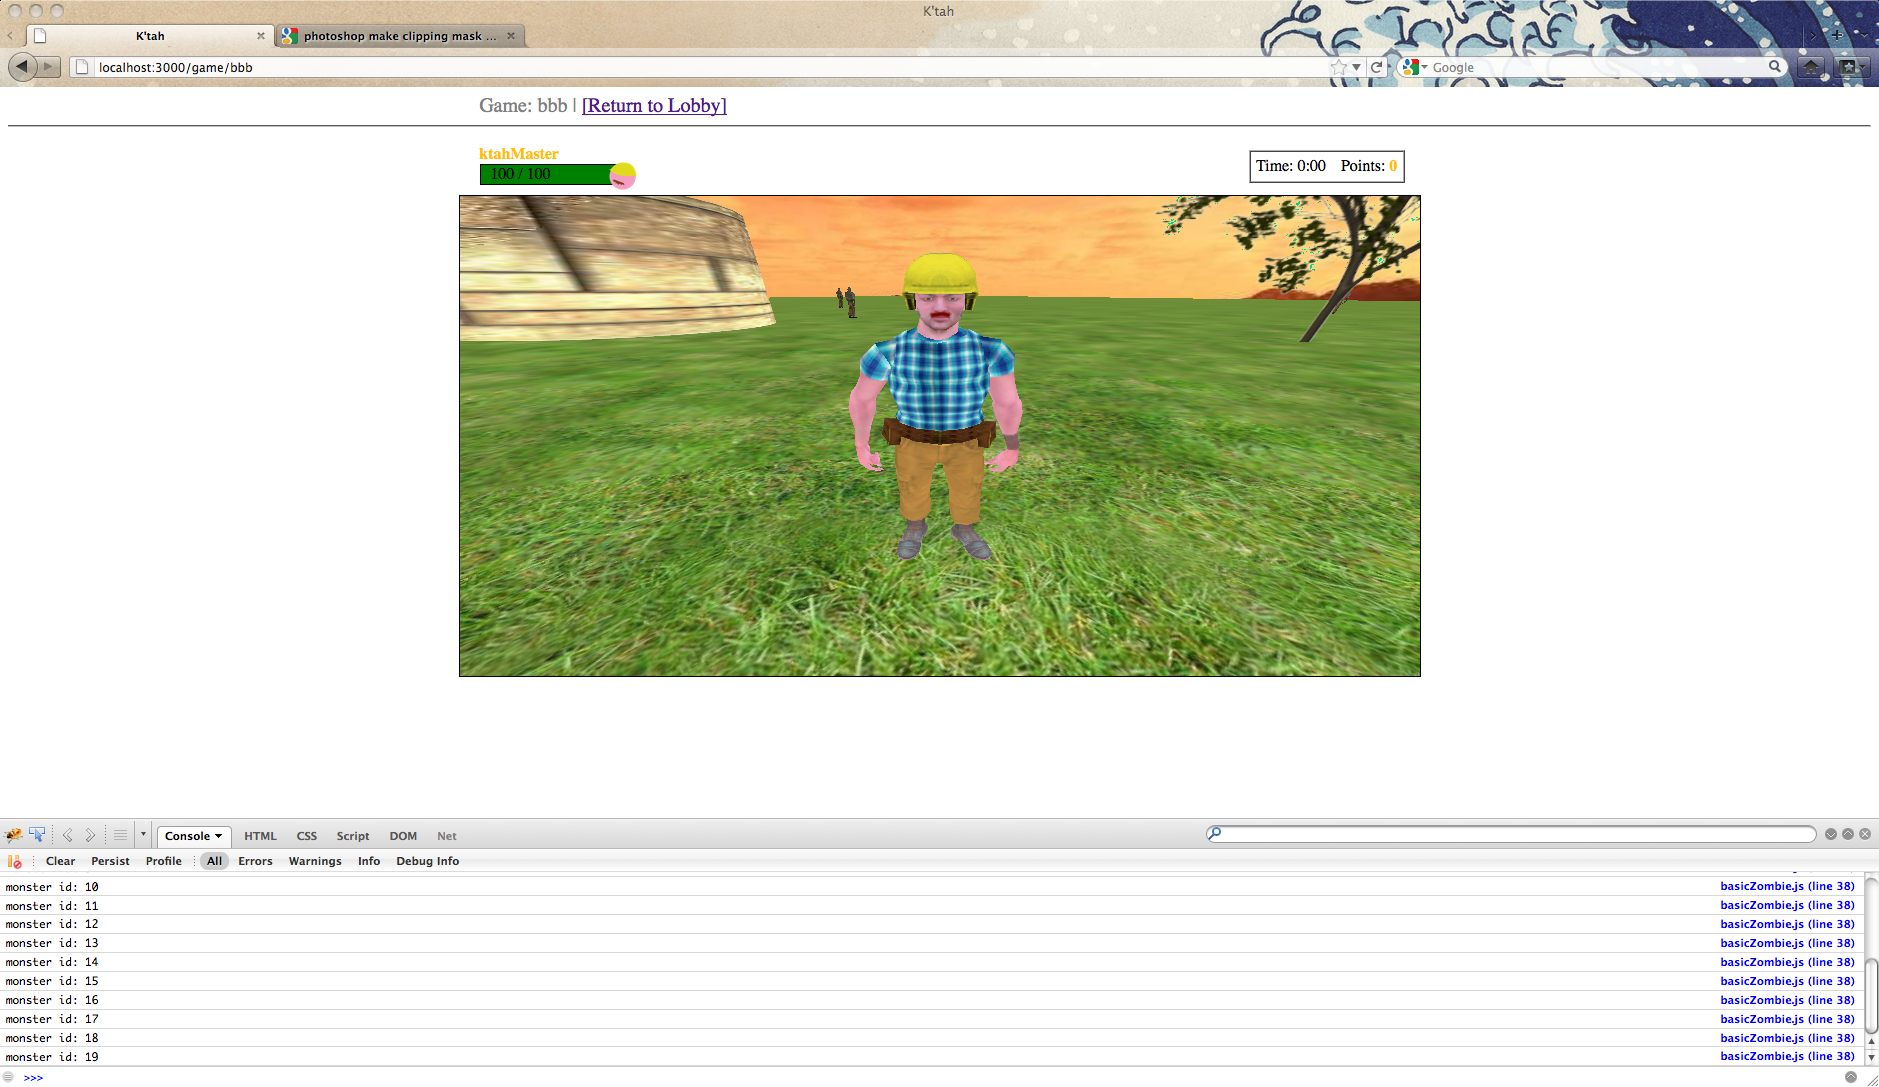 K'tah
K'tah
photoshop make clipping mask ...
localhost:3000/game/bbb
Google
Game: bbb | [Return to Lobby]
ktahMaster
100 / 100
Time: 0:00 Points: 0
Console HTML CSS Script DOM Net
Clear Persist Profile All Errors Warnings Info Debug Info
monster id: 10 basicZombie.js (line 38)
monster id: 11 basicZombie.js (line 38)
monster id: 12 basicZombie.js (line 38)
monster id: 13 basicZombie.js (line 38)
monster id: 14 basicZombie.js (line 38)
monster id: 15 basicZombie.js (line 38)
monster id: 16 basicZombie.js (line 38)
monster id: 17 basicZombie.js (line 38)
monster id: 18 basicZombie.js (line 38)
monster id: 19 basicZombie.js (line 38)
>>>